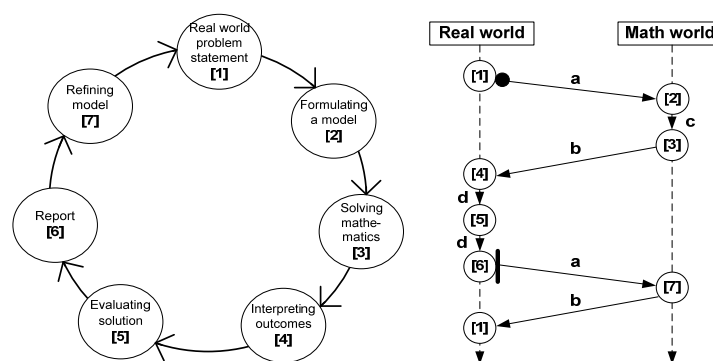 Real world
problem
statement
[1]
Formulating
a model
[2]
Solving
mathe-
matics
[3]
Interpreting
outcomes
[4]
Evaluating
solution
[5]
Report
[6]
Refining
model
[7]
Real world
Math world
[1]
a
[2]
c
[3]
b
[4]
d
[5]
d
[6]
a
[7]
b
[1]